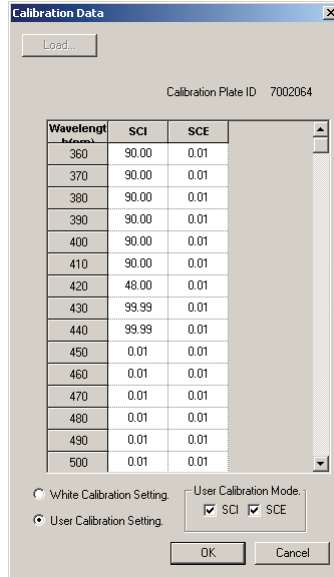 Calibration Data
Load...
Calibration Plate ID 7002064
Wavelengt SCI SCE
h(nm)
360 90.00 0.01
370 90.00 0.01
380 90.00 0.01
390 90.00 0.01
400 90.00 0.01
410 90.00 0.01
420 48.00 0.01
430 99.99 0.01
440 99.99 0.01
450 0.01 0.01
460 0.01 0.01
470 0.01 0.01
480 0.01 0.01
490 0.01 0.01
500 0.01 0.01
White Calibration Setting.
User Calibration Setting.
User Calibration Mode.
SCI SCE
OK Cancel